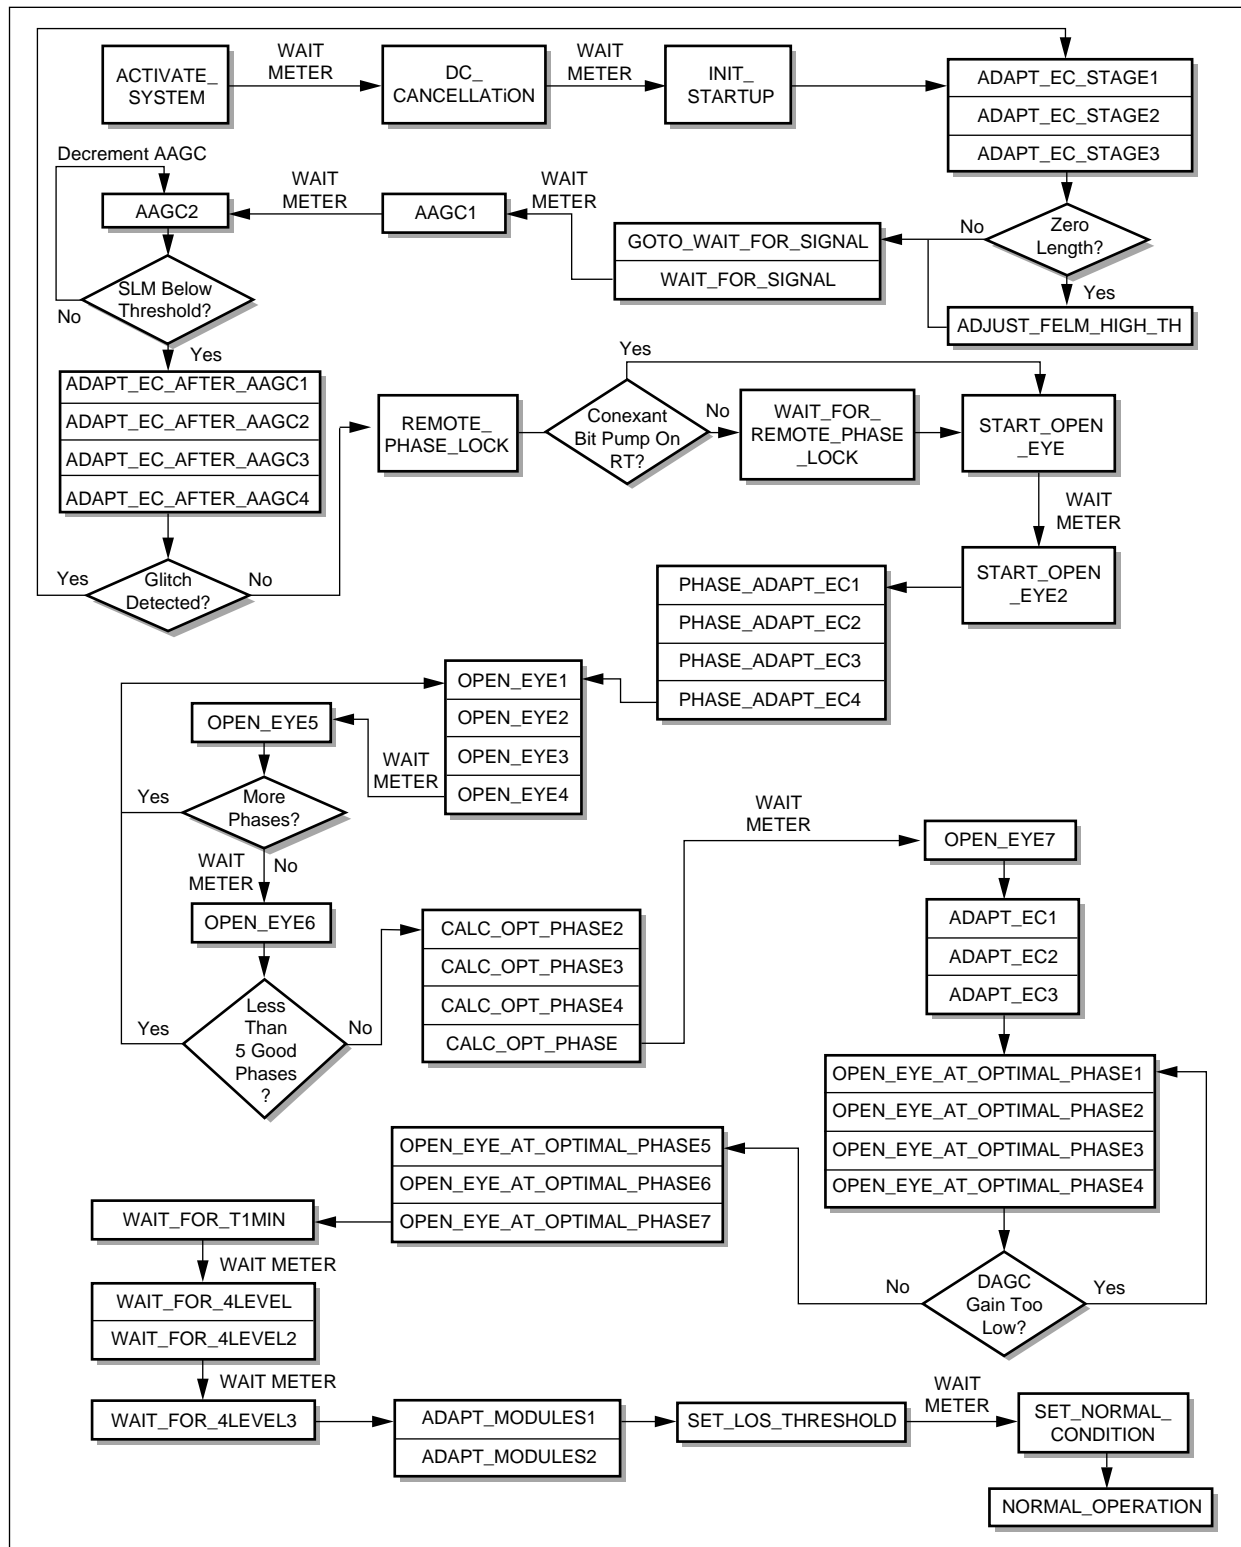 WAIT
METER
WAIT
METER
ACTIVATE_
SYSTEM
DC_
CANCELLATiON
INIT_
STARTUP
ADAPT_EC_STAGE1
ADAPT_EC_STAGE2
ADAPT_EC_STAGE3
Decrement AAGC
AAGC2
WAIT
METER
AAGC1
WAIT
METER
GOTO_WAIT_FOR_SIGNAL
WAIT_FOR_SIGNAL
No
Zero
Length?
Yes
ADJUST_FELM_HIGH_TH
SLM Below
Threshold?
No
Yes
ADAPT_EC_AFTER_AAGC1
ADAPT_EC_AFTER_AAGC2
ADAPT_EC_AFTER_AAGC3
ADAPT_EC_AFTER_AAGC4
REMOTE_
PHASE_LOCK
Yes
Conexant
Bit Pump On
RT?
No
WAIT_FOR_
REMOTE_PHASE
_LOCK
START_OPEN
_EYE
WAIT
METER
Yes
Glitch
Detected?
No
START_OPEN
_EYE2
PHASE_ADAPT_EC1
PHASE_ADAPT_EC2
PHASE_ADAPT_EC3
PHASE_ADAPT_EC4
OPEN_EYE1
OPEN_EYE2
OPEN_EYE3
OPEN_EYE4
WAIT
METER
OPEN_EYE5
Yes
More
Phases?
WAIT
METER
No
OPEN_EYE6
Yes
Less
Than
5 Good
Phases
?
No
CALC_OPT_PHASE2
CALC_OPT_PHASE3
CALC_OPT_PHASE4
CALC_OPT_PHASE
WAIT
METER
OPEN_EYE7
ADAPT_EC1
ADAPT_EC2
ADAPT_EC3
OPEN_EYE_AT_OPTIMAL_PHASE1
OPEN_EYE_AT_OPTIMAL_PHASE2
OPEN_EYE_AT_OPTIMAL_PHASE3
OPEN_EYE_AT_OPTIMAL_PHASE4
No
DAGC
Gain Too
Low?
Yes
OPEN_EYE_AT_OPTIMAL_PHASE5
OPEN_EYE_AT_OPTIMAL_PHASE6
OPEN_EYE_AT_OPTIMAL_PHASE7
WAIT_FOR_T1MIN
WAIT METER
WAIT_FOR_4LEVEL
WAIT_FOR_4LEVEL2
WAIT METER
WAIT_FOR_4LEVEL3
ADAPT_MODULES1
ADAPT_MODULES2
SET_LOS_THRESHOLD
WAIT
METER
SET_NORMAL_
CONDITION
NORMAL_OPERATION